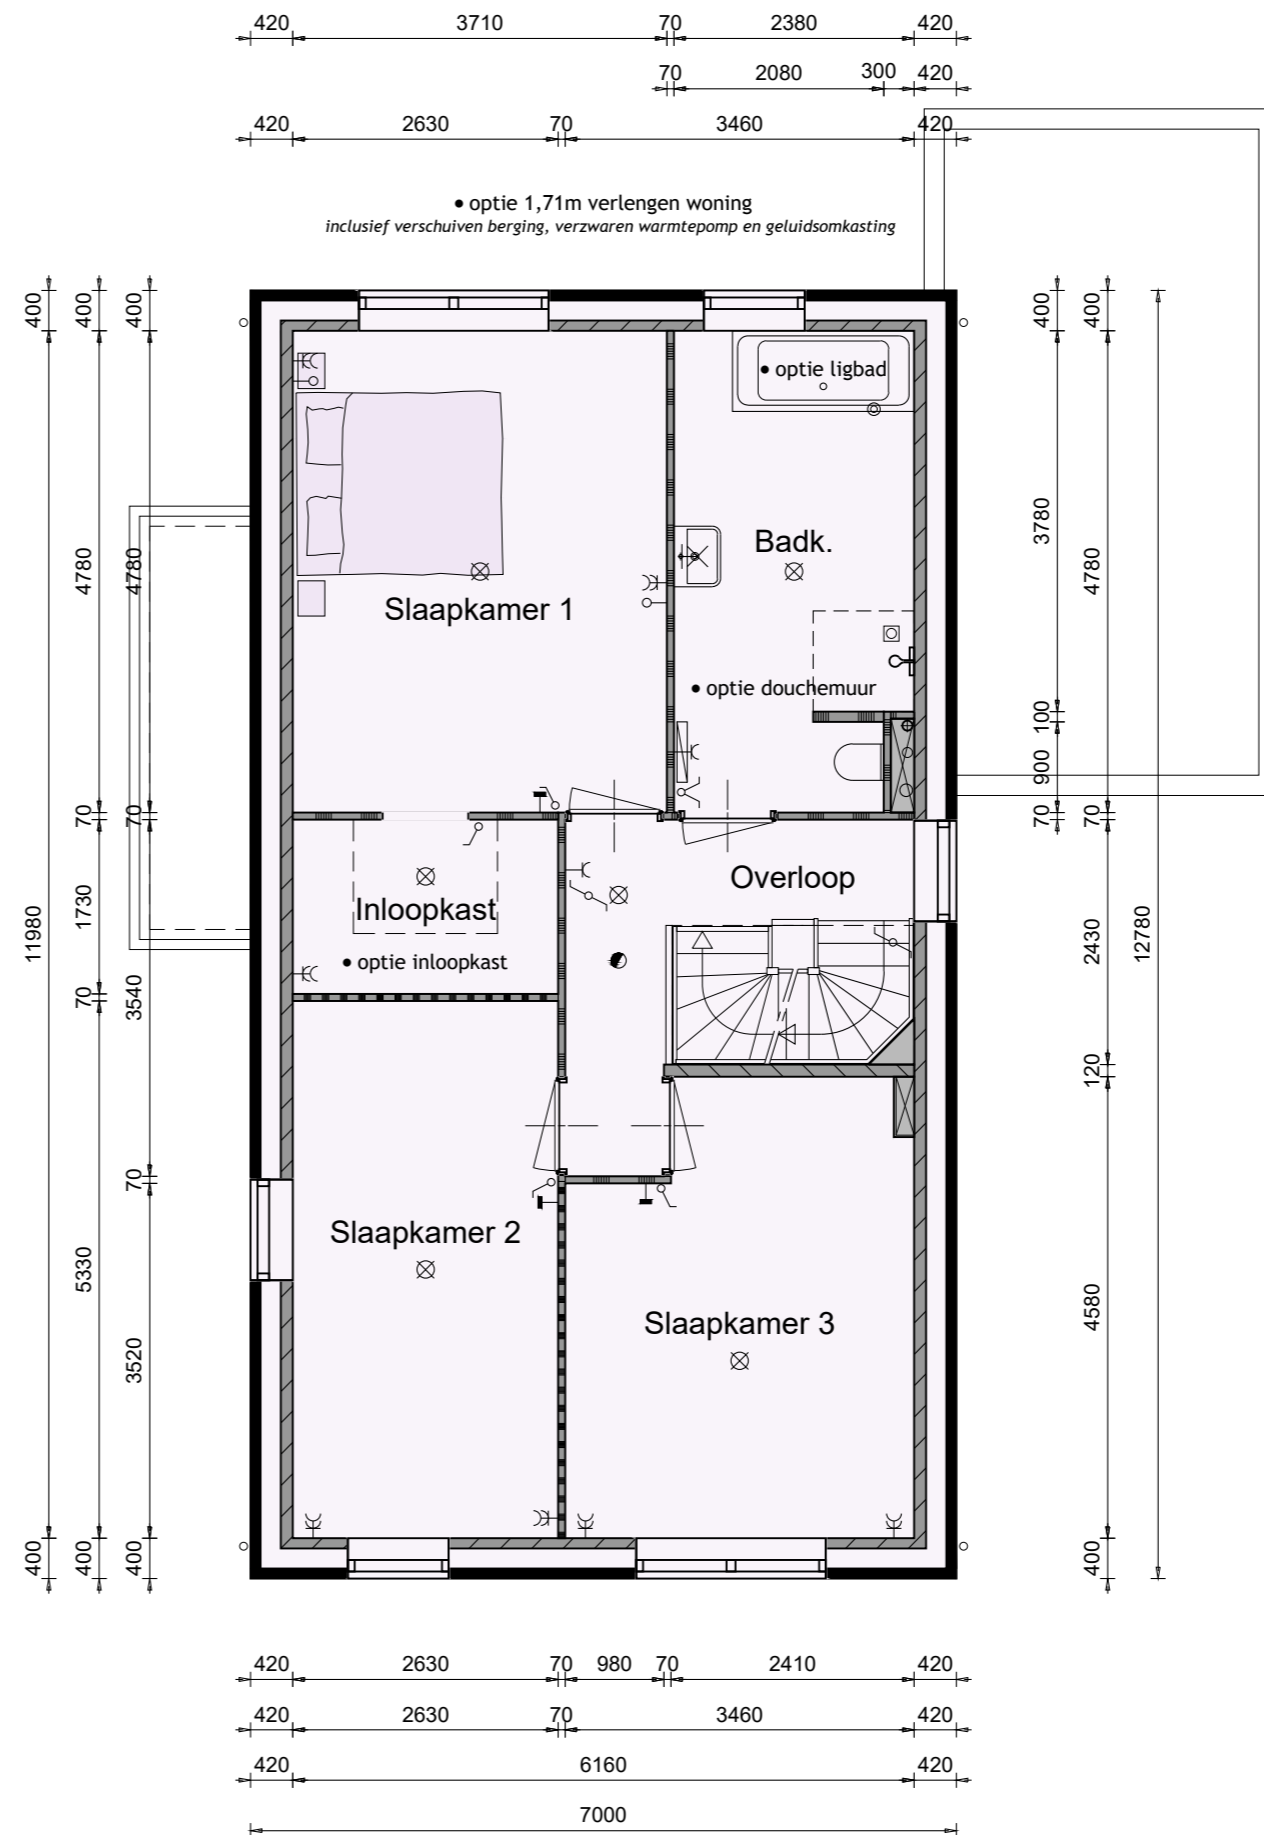 420 3710 70 2380 420
70 2080 300 420
420 2630 70 3460 420
• optie 1,71m verlengen woning
inclusief verschuiven berging, verzwaren warmtepomp en geluidsomkasting
400 400 400 400 400
• optie ligbad
4780 4780 3780 4780
Badk.
Slaapkamer 1
• optie douchemuur
100
900
70 70 70 70
Overloop
Inloopkast
11980 1730 2430 12780
• optie inloopkast
70 3540
120
70
Slaapkamer 2
5330 4580
Slaapkamer 3
3520
400 400 400 400
420 2630 70 980 70 2410 420
420 2630 70 3460 420
420 6160 420
7000